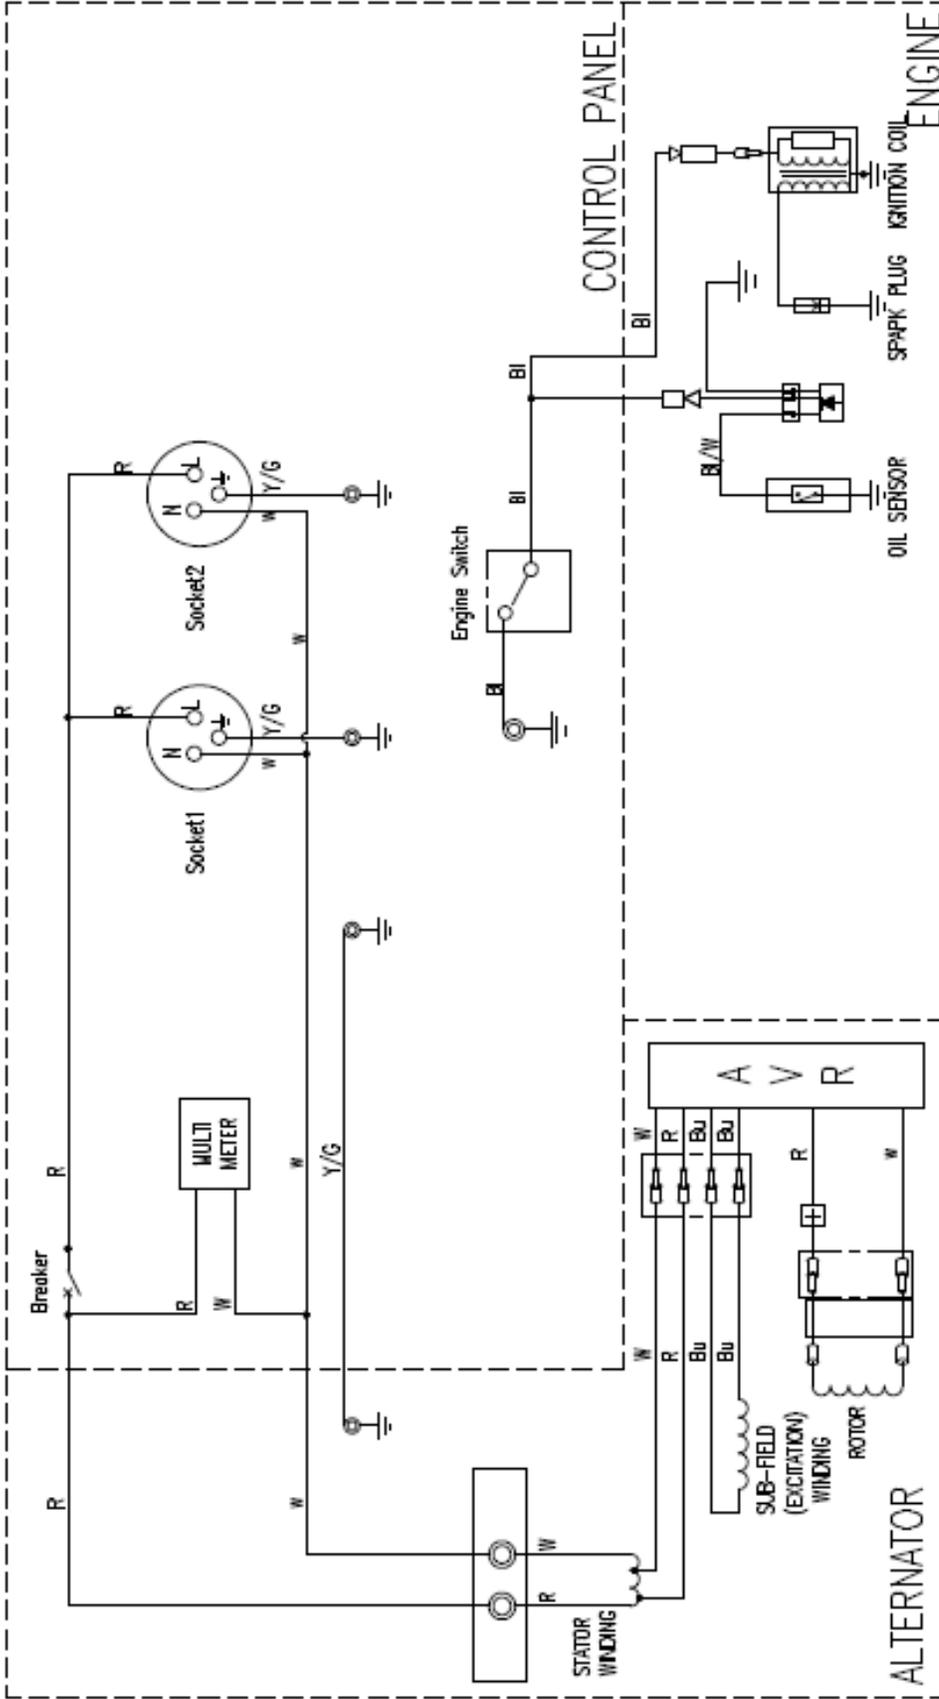 CONTROL PANEL
ENGINE
R
R
Socket2
N
L
Y/G
w
W
R
Socket1
N
L
Y/G
w
R
Breaker
MULTI
METER
R
W
W
Y/G
R
w
Engine Switch
Bl
Bl
Bl
Bl
Bl/W
OIL SENSOR
SPAPK PLUG
IGNITION COIL
A V R
W
R
Bu
Bu
R
w
W
R
Bu
Bu
W
R
STATOR
WINDING
SUB-FIELD
(EXCITATION)
WINDING
ROTOR
ALTERNATOR